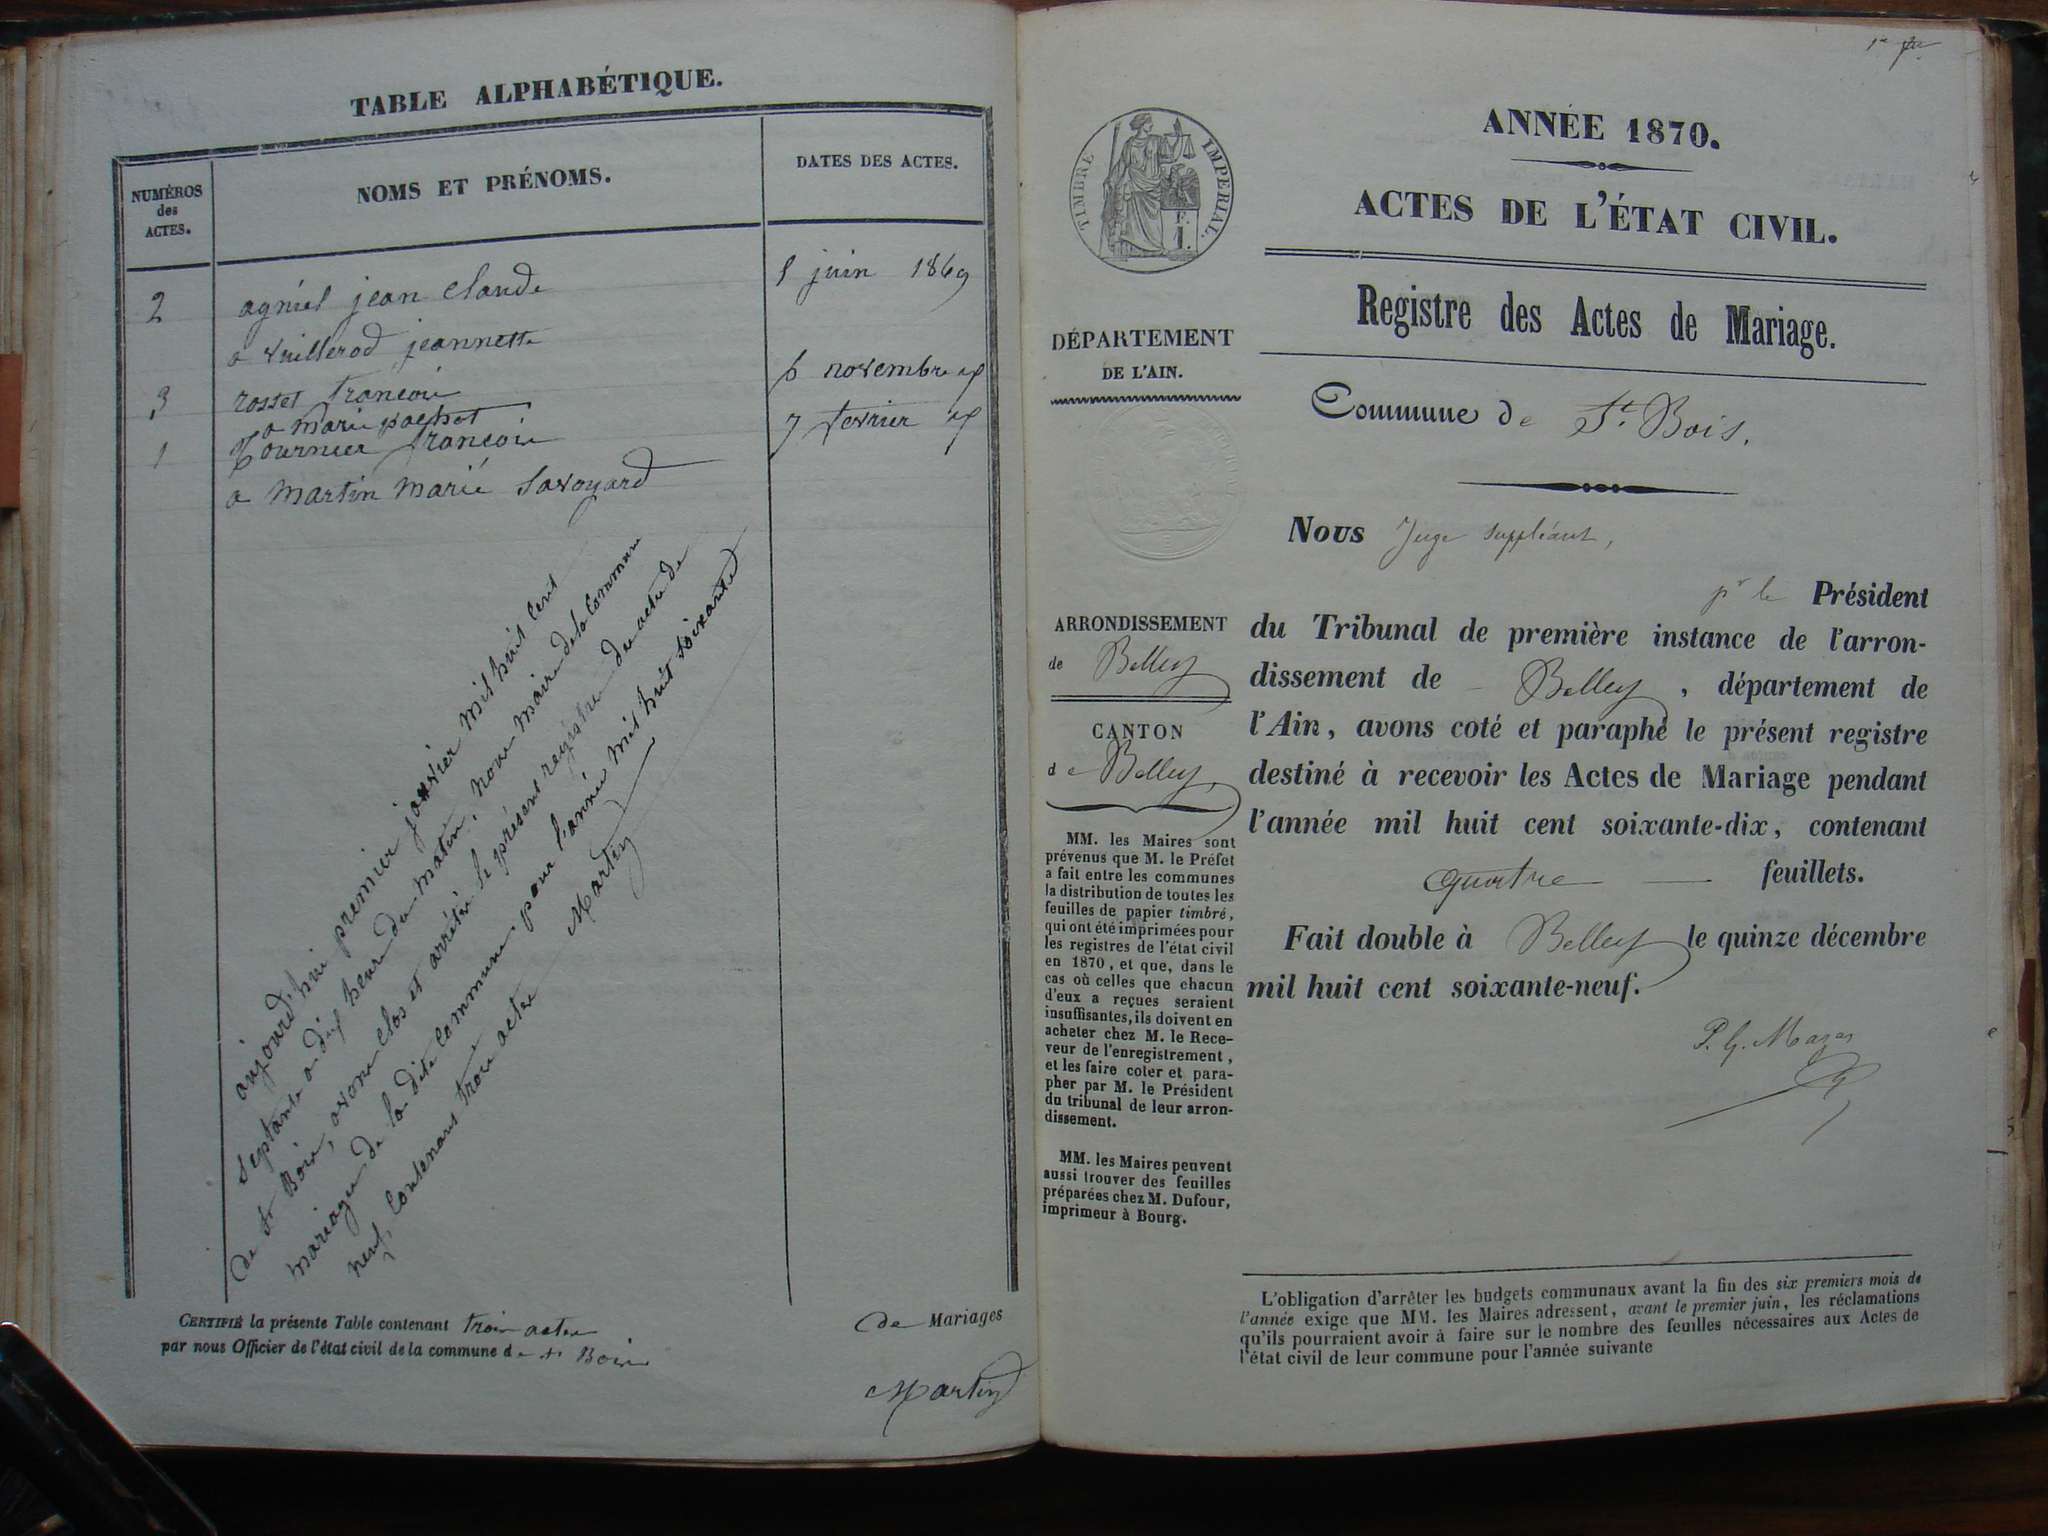 TABLE ALPHABÉTIQUE.
NUMÉROS
des
ACTES.
NOMS ET PRÉNOMS.
DATES DES ACTES.
2 agniel jean claude 1 juin 1869
a vuillerod jeannette
3 rosset francois 6 novembre id
a marie pachot
1 tournier francois 7 fevrier id
a martin marié savoyard
aujourd'hui premier janvier mil huit cent
septante a dix heur du matin, nous maire de la commune
de st Bois, avons clos et arrêtée le présent registre des actes de
mariages de la dite commune, pour l'année mil huit soixante
neuf, contenans trois actes Martin
CERTIFIÉ la présente Table contenant trois actes de Mariages
par nous Officier de l'état civil de la commune de st Bois
Martin
TIMBRE IMPÉRIAL.
ANNÉE 1870.
ACTES DE L'ÉTAT CIVIL.
Registre des Actes de Mariage.
DÉPARTEMENT
DE L'AIN.
Commune de St. Bois.
Nous Juge suppléant,
pr le Président
ARRONDISSEMENT
de Belley
CANTON
de Belley
du Tribunal de première instance de l'arron-
dissement de Belley, département de
l'Ain, avons coté et paraphé le présent registre
destiné à recevoir les Actes de Mariage pendant
l'année mil huit cent soixante-dix, contenant
quatre feuillets.
Fait double à Belley le quinze décembre
mil huit cent soixante-neuf.
P. G. Mazas
MM. les Maires sont
prévenus que M. le Préfet
a fait entre les communes
la distribution de toutes les
feuilles de papier timbré,
qui ont été imprimées pour
les registres de l'état civil
en 1870, et que, dans le
cas où celles que chacun
d'eux a reçues seraient
insuffisantes, ils doivent en
acheter chez M. le Rece-
veur de l'enregistrement,
et les faire coter et para-
pher par M. le Président
du tribunal de leur arron-
dissement.
MM. les Maires peuvent
aussi trouver des feuilles
préparées chez M. Dufour,
imprimeur à Bourg.
L'obligation d'arrêter les budgets communaux avant la fin des six premiers mois de
l'année exige que MM. les Maires adressent, avant le premier juin, les réclamations
qu'ils pourraient avoir à faire sur le nombre des feuilles nécessaires aux Actes de
l'état civil de leur commune pour l'année suivante